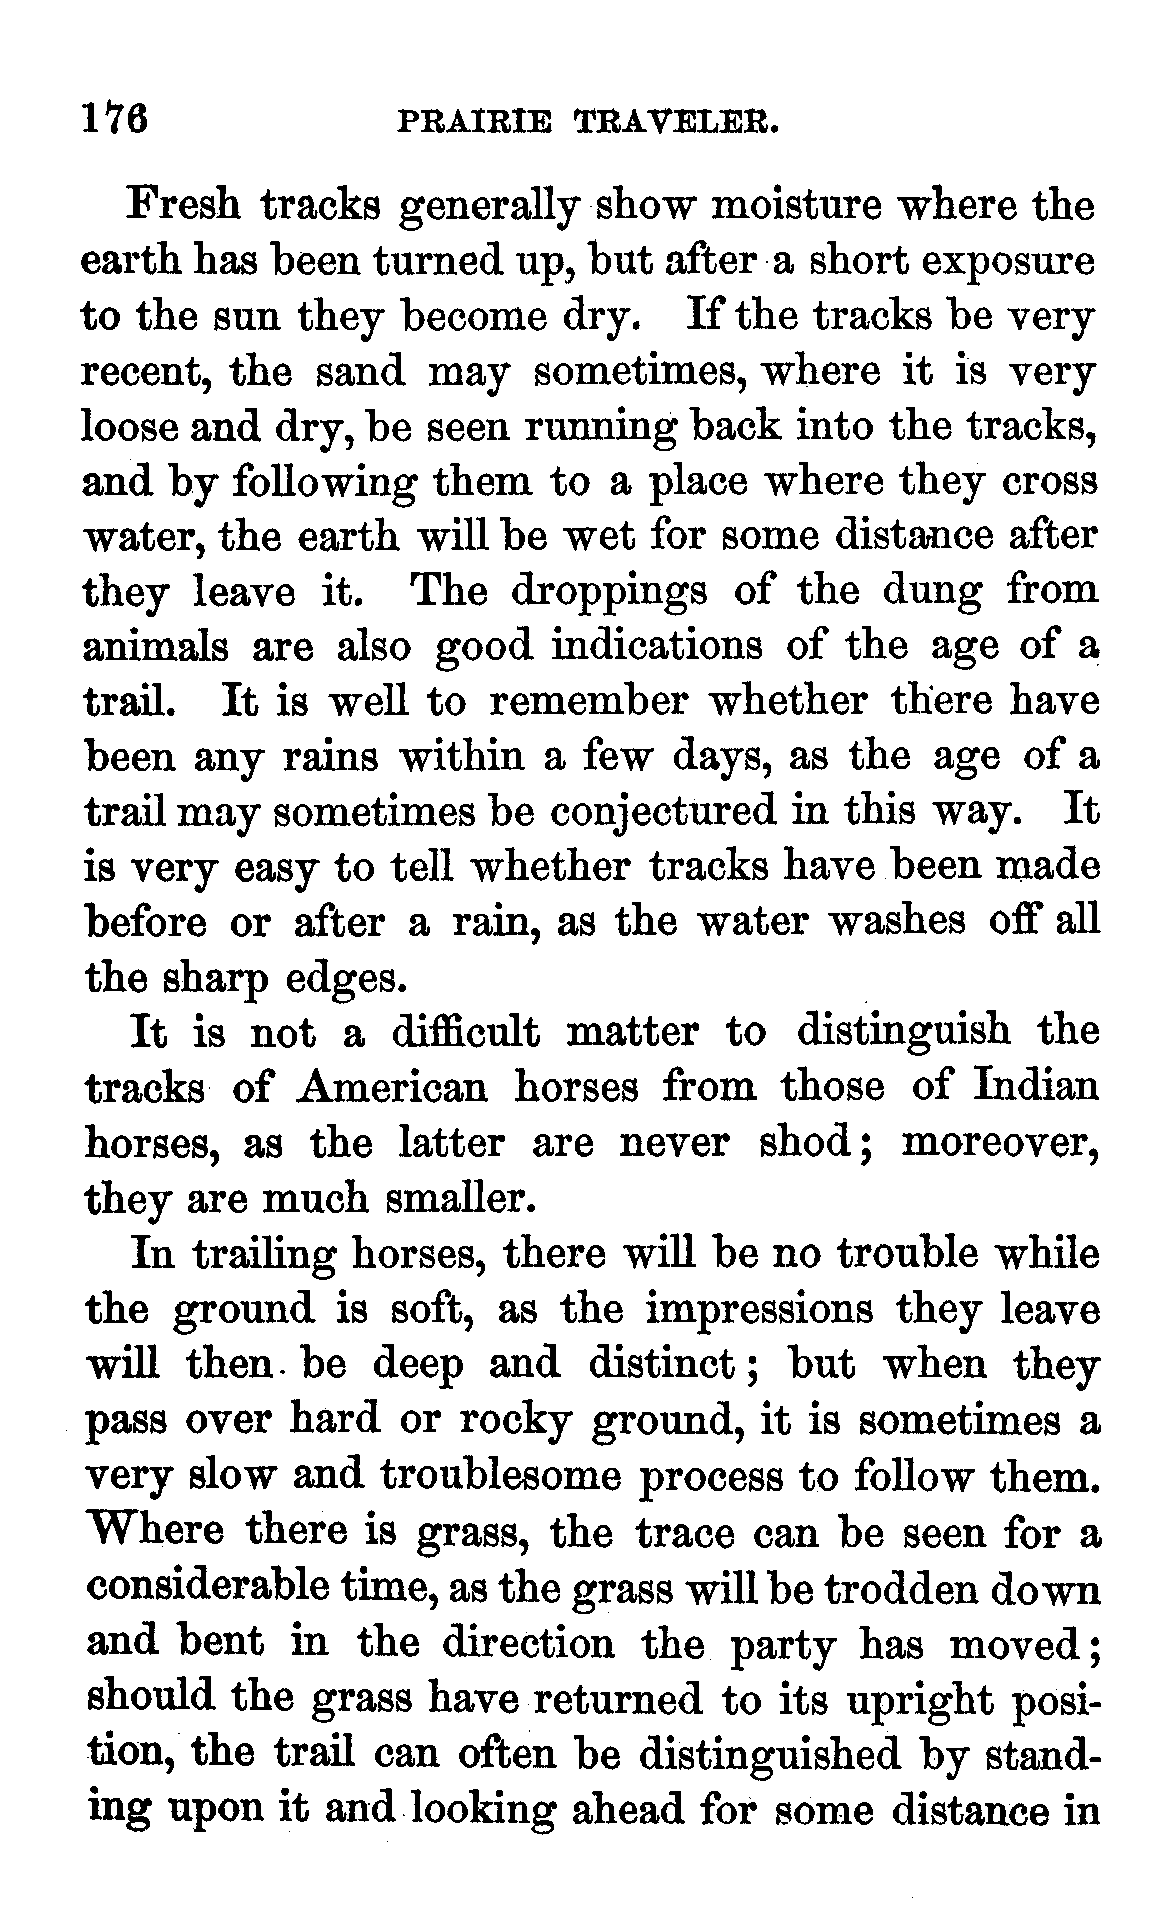 176 PRAIRIE TRAVELER.
Fresh tracks generally show moisture where the
earth has been turned up, but after a short exposure
to the sun they become dry. If the tracks be very
recent, the sand may sometimes, where it is very
loose and dry, be seen running back into the tracks,
and by following them to a place where they cross
water, the earth will be wet for some distance after
they leave it. The droppings of the dung from
animals are also good indications of the age of a
trail. It is well to remember whether there have
been any rains within a few days, as the age of a
trail may sometimes be conjectured in this way. It
is very easy to tell whether tracks have been made
before or after a rain, as the water washes off all
the sharp edges.
It is not a difficult matter to distinguish the
tracks of American horses from those of Indian
horses, as the latter are never shod; moreover,
they are much smaller.
In trailing horses, there will be no trouble while
the ground is soft, as the impressions they leave
will then be deep and distinct; but when they
pass over hard or rocky ground, it is sometimes a
very slow and troublesome process to follow them.
Where there is grass, the trace can be seen for a
considerable time, as the grass will be trodden down
and bent in the direction the party has moved;
should the grass have returned to its upright posi-
tion, the trail can often be distinguished by stand-
ing upon it and looking ahead for some distance in